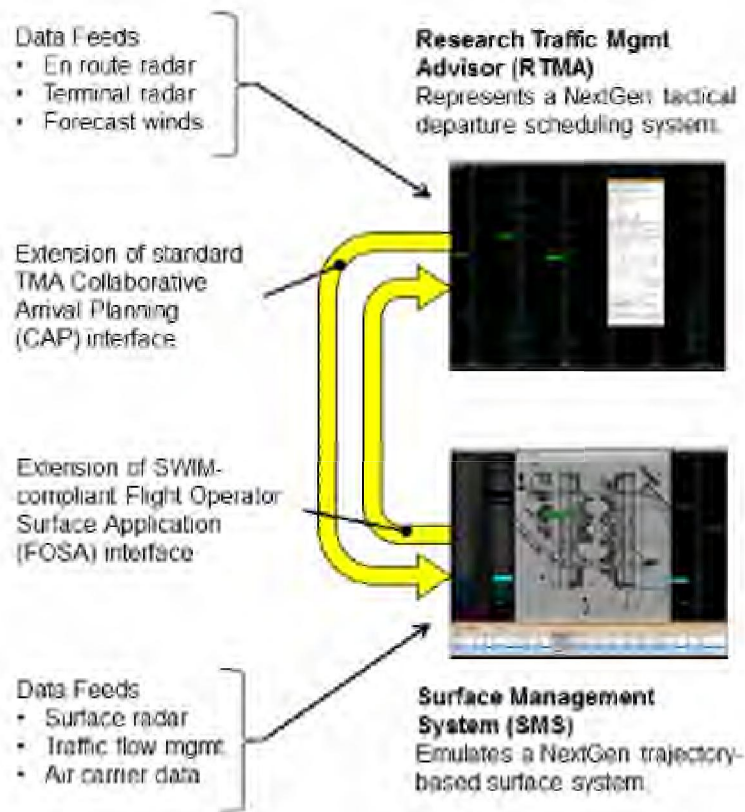 Data Feeds
• En route radar
• Terminal radar
• Forecast winds
Research Traffic Mgmt
Advisor (RTMA)
Represents a NextGen tactical
departure scheduling system.
Extension of standard
TMA Collaborative
Arrival Planning
(CAP) interface
Extension of SWIM-
compliant Flight Operator
Surface Application
(FOSA) interface
Data Feeds
• Surface radar
• Traffic flow mgmt
• Air carrier data
Surface Management
System (SMS)
Emulates a NextGen trajectory-
based surface system.